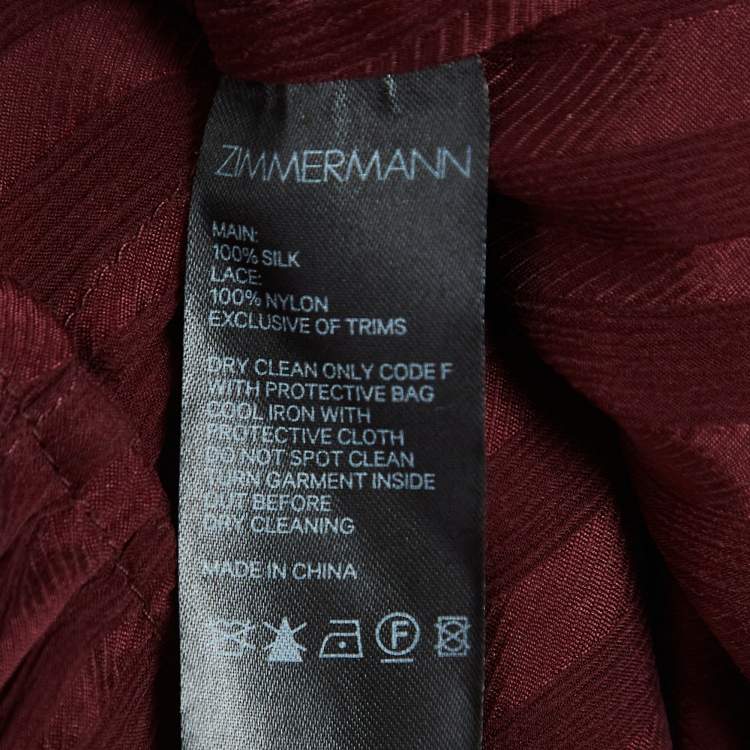 ZIMMERMANN
MAIN:
100% SILK
LACE:
100% NYLON
EXCLUSIVE OF TRIMS
DRY CLEAN ONLY CODE F
WITH PROTECTIVE BAG
COOL IRON WITH
PROTECTIVE CLOTH
DO NOT SPOT CLEAN
TURN GARMENT INSIDE
OUT BEFORE
DRY CLEANING
MADE IN CHINA
F